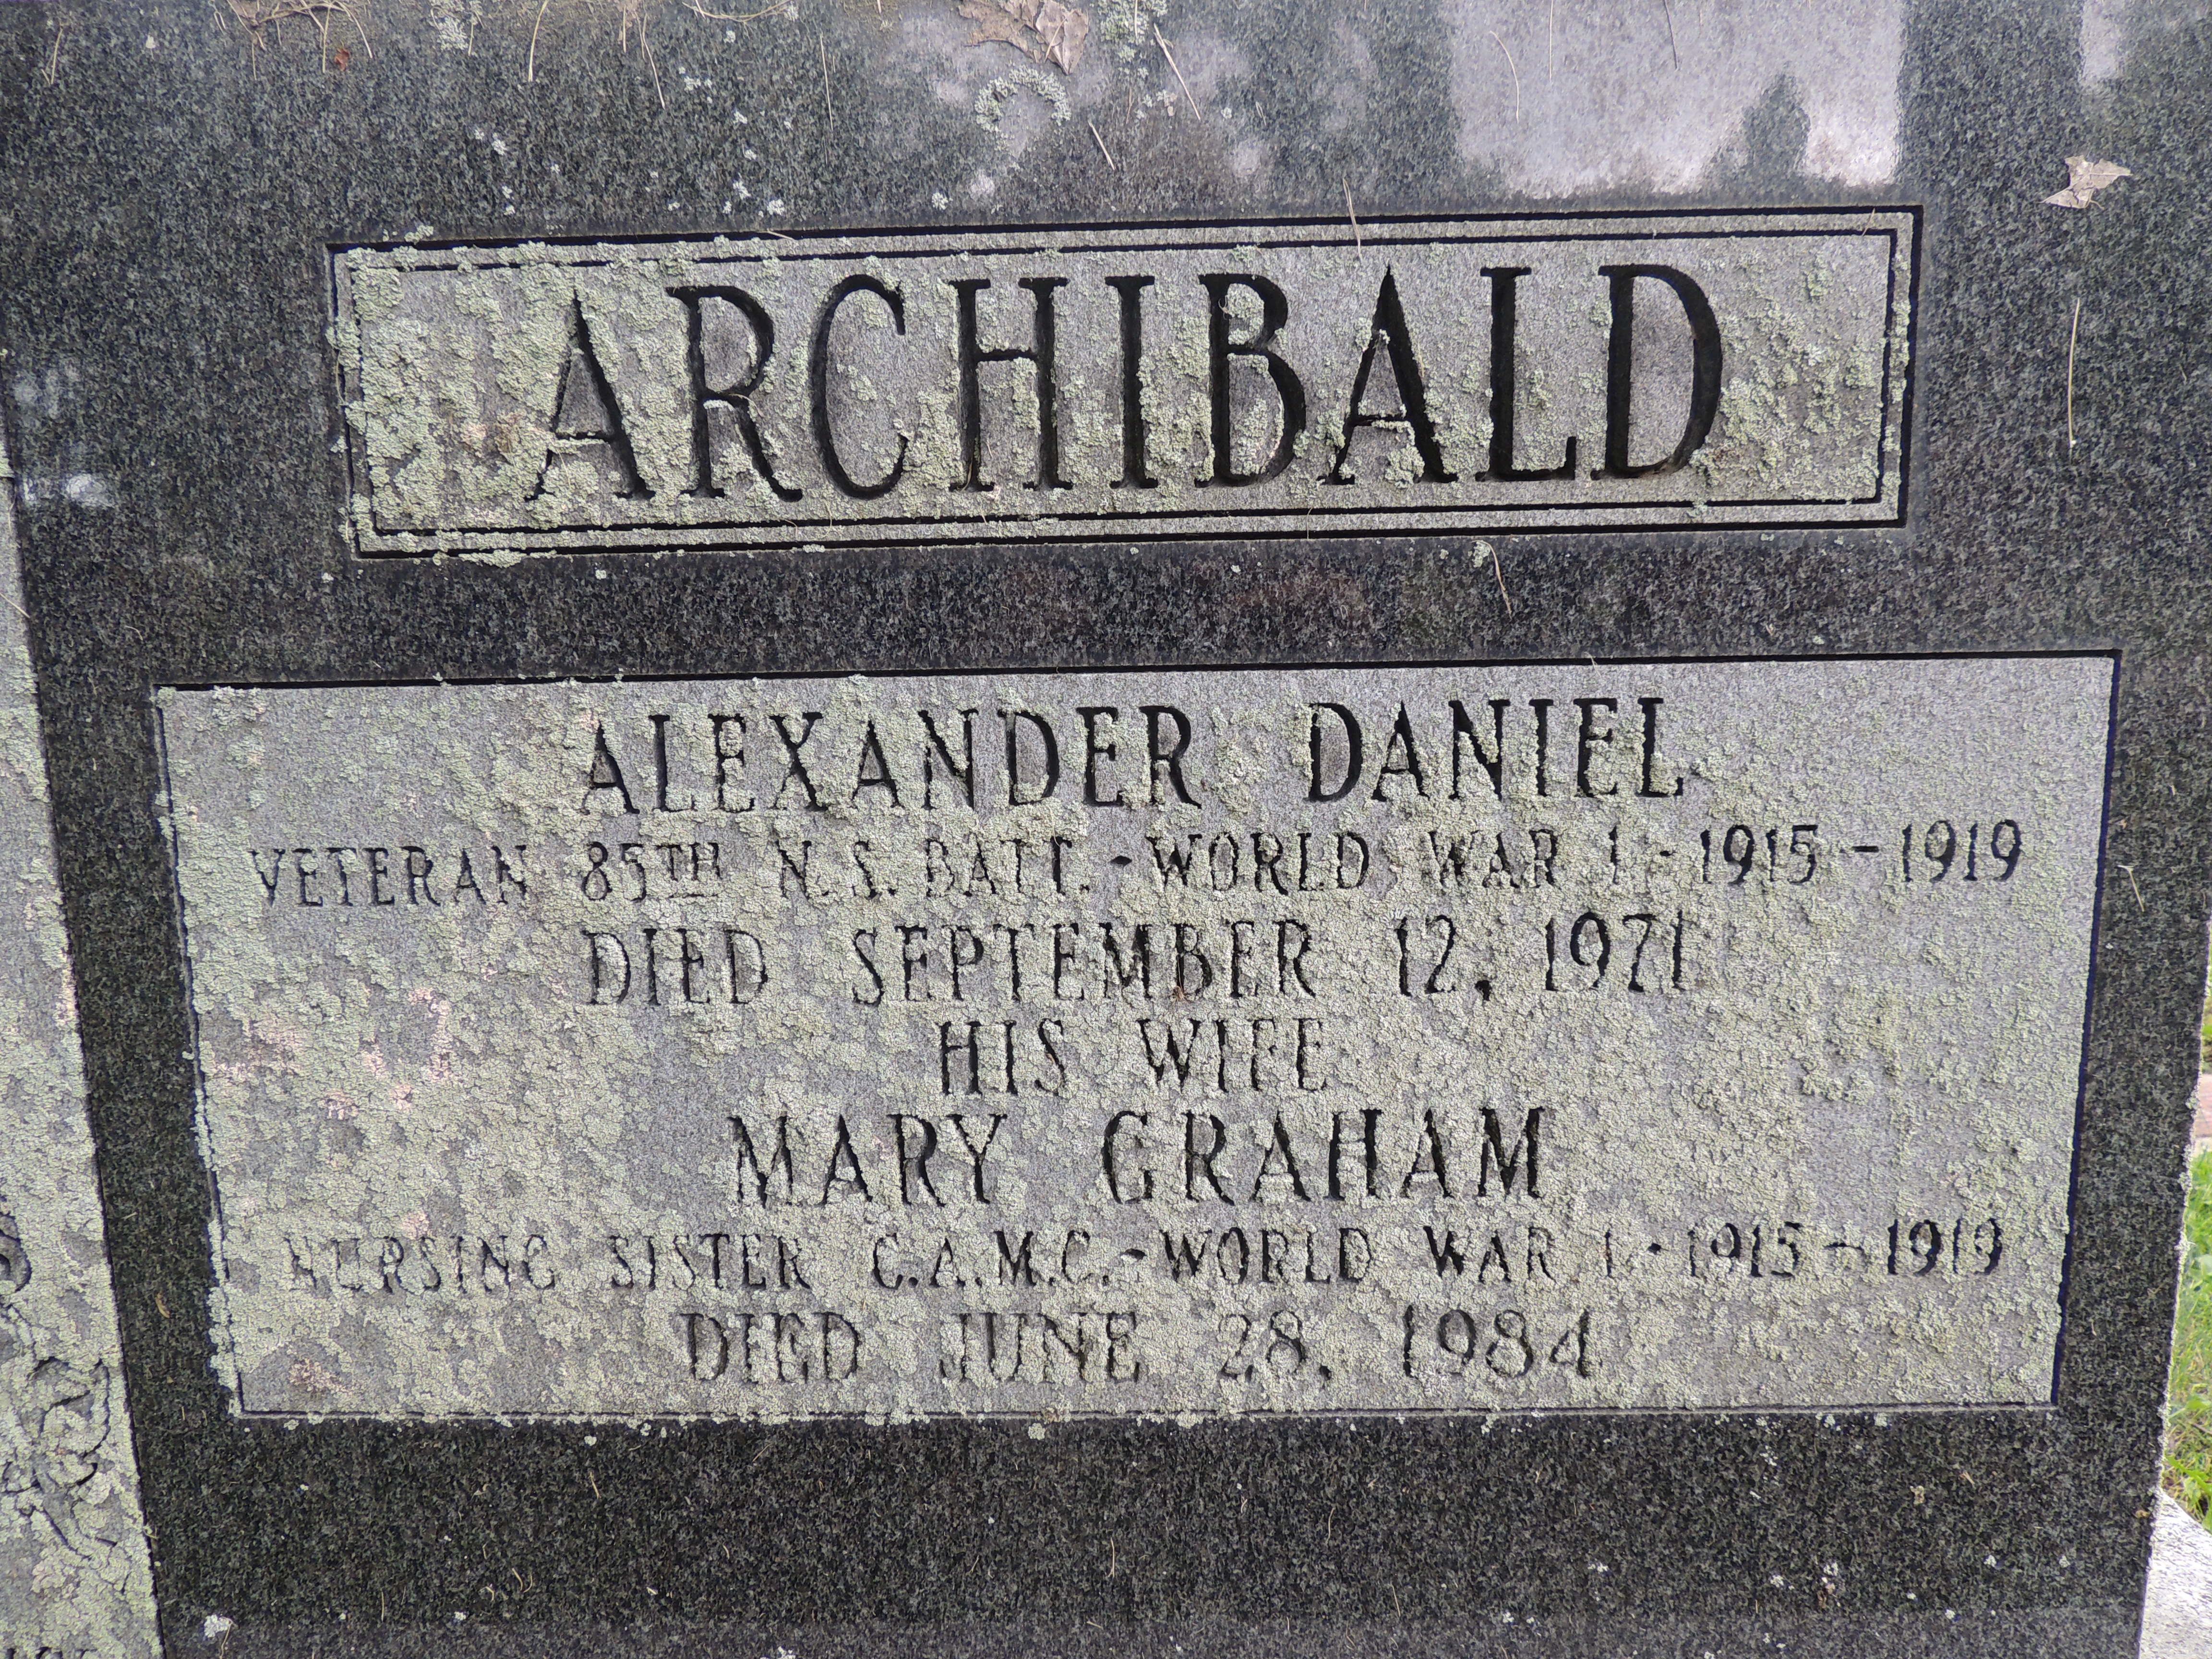 ARCHIBALD
ALEXANDER DANIEL
VETERAN 85TH N.S. BATT. - WORLD WAR 1 - 1915 - 1919
DIED SEPTEMBER 12, 1971
HIS WIFE
MARY GRAHAM
NURSING SISTER C.A.M.C. - WORLD WAR 1 - 1915 - 1919
DIED JUNE 28, 1984